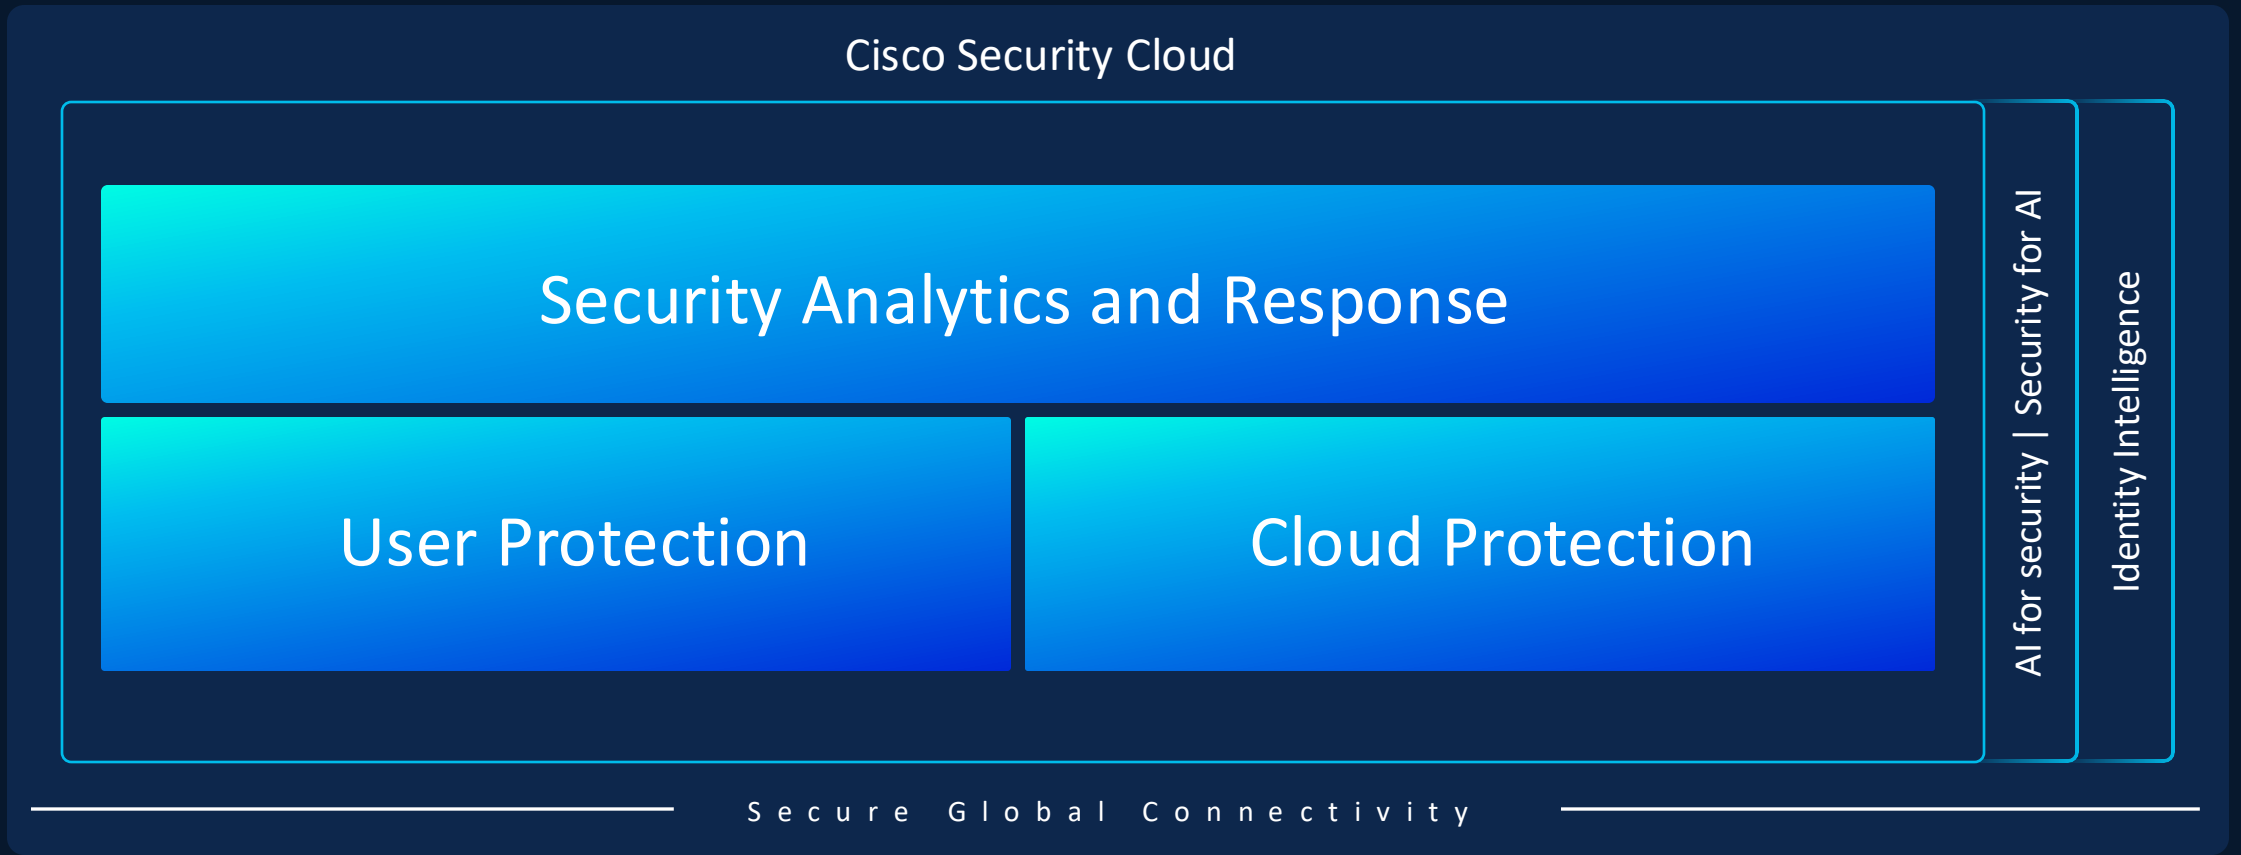 Cisco Security Cloud
Security Analytics and Response
User Protection
Cloud Protection
AI for security | Security for AI
Identity Intelligence
Secure Global Connectivity